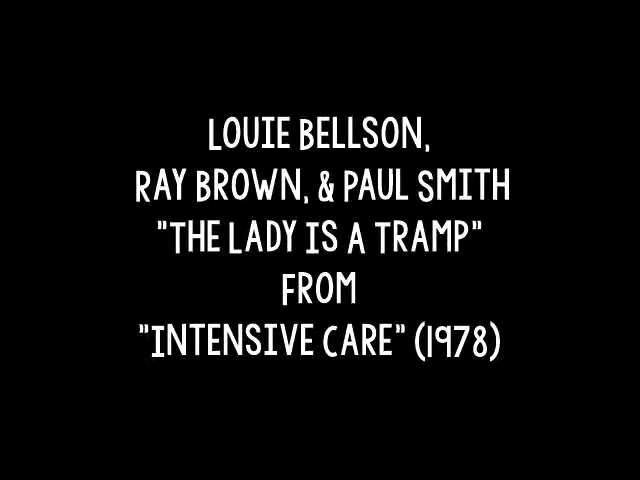 LOUIE BELLSON,
RAY BROWN, & PAUL SMITH
"THE LADY IS A TRAMP"
FROM
"INTENSIVE CARE" (1978)